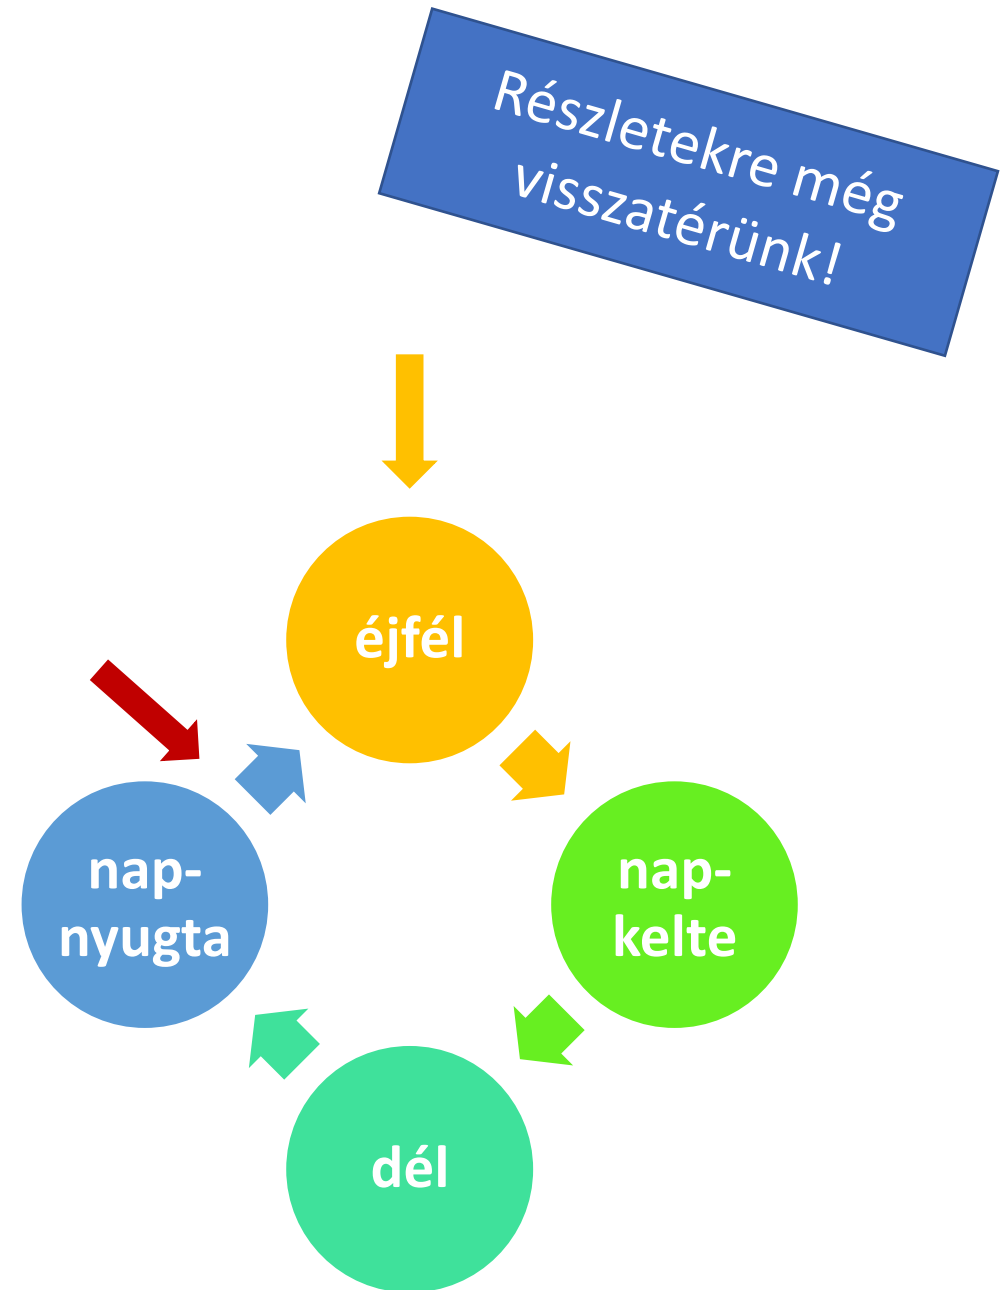 Részletekre még
visszatérünk!
éjfél
nap-
nyugta
nap-
kelte
dél